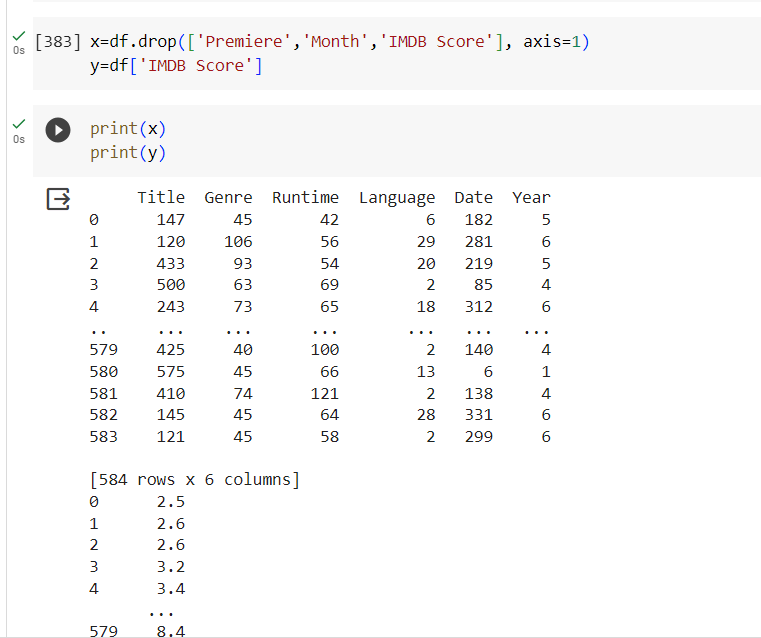 [383] x=df.drop(['Premiere','Month','IMDB Score'], axis=1)
0s
y=df['IMDB Score']
print(x)
0s
print(y)
Title Genre Runtime Language Date Year
0 147 45 42 6 182 5
1 120 106 56 29 281 6
2 433 93 54 20 219 5
3 500 63 69 2 85 4
4 243 73 65 18 312 6
.. ... ... ... ... ... ...
579 425 40 100 2 140 4
580 575 45 66 13 6 1
581 410 74 121 2 138 4
582 145 45 64 28 331 6
583 121 45 58 2 299 6
[584 rows x 6 columns]
0 2.5
1 2.6
2 2.6
3 3.2
4 3.4
...
579 8.4